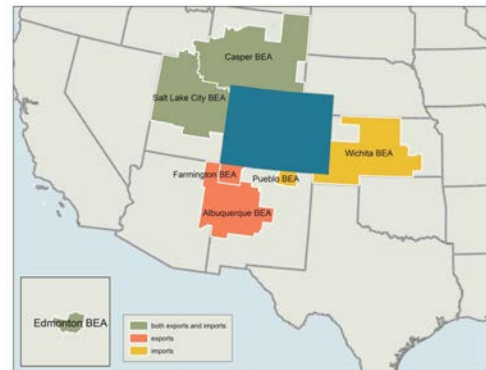 Casper BEA
Salt Lake City BEA
Wichita BEA
Farmington BEA
Pueblo BEA
Albuquerque BEA
Edmonton BEA
both exports and imports
exports
imports